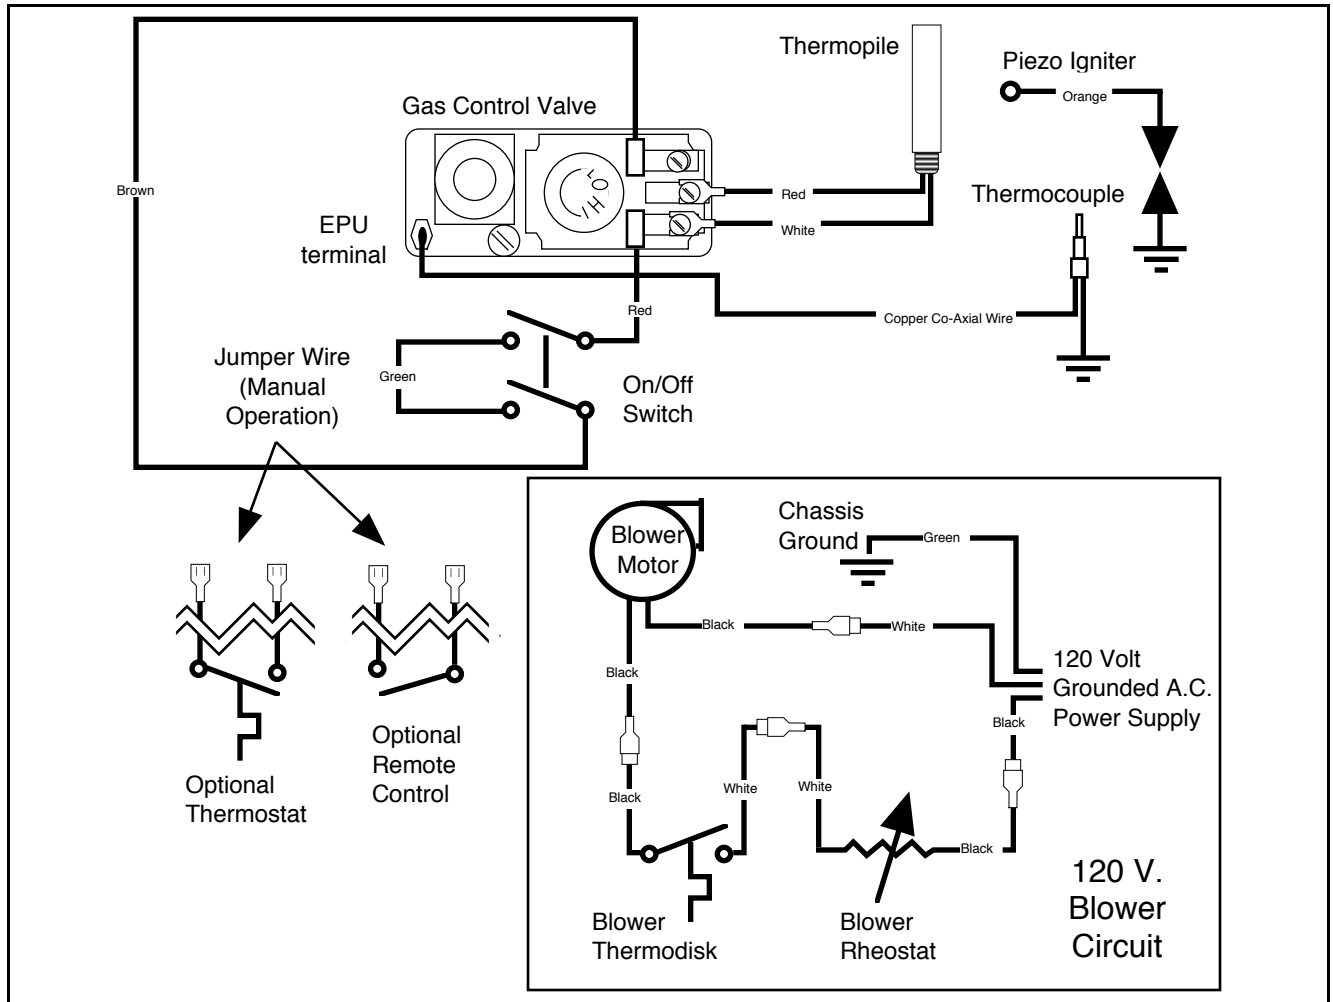 Thermopile
Piezo Igniter
Orange
Gas Control Valve
Brown
Thermocouple
Red
EPU
terminal
White
HI
LO
Red
Copper Co-Axial Wire
Jumper Wire
(Manual
Operation)
Green
On/Off
Switch
Blower
Motor
Chassis
Ground
Green
Black
White
Black
120 Volt
Grounded A.C.
Power Supply
Black
Optional
Remote
Control
Optional
Thermostat
Black
White
White
Black
Blower
Thermodisk
Blower
Rheostat
120 V.
Blower
Circuit